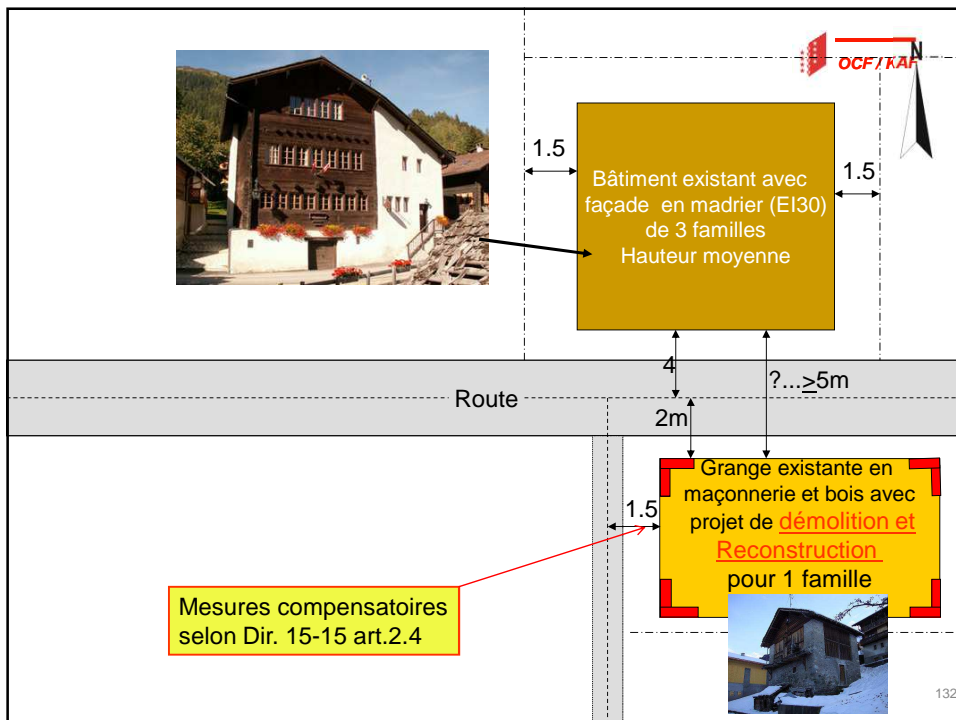 OCF / KAF
N
1.5
1.5
Bâtiment existant avec
façade en madrier (EI30)
de 3 familles
Hauteur moyenne
4
?...>5m
Route
2m
Grange existante en
maçonnerie et bois avec
projet de démolition et
Reconstruction
pour 1 famille
1.5
Mesures compensatoires
selon Dir. 15-15 art.2.4
132